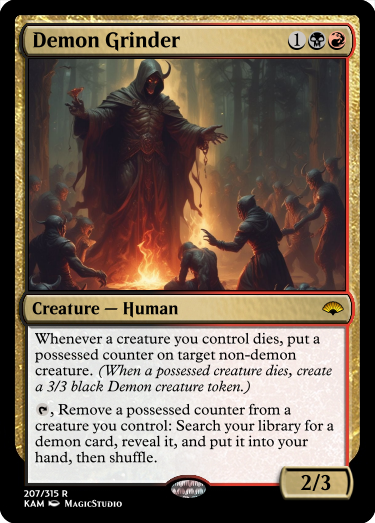 Demon Grinder 1
Creature — Human
Whenever a creature you control dies, put a
possessed counter on target non-demon
creature. (When a possessed creature dies, create
a 3/3 black Demon creature token.)
, Remove a possessed counter from a
creature you control: Search your library for a
demon card, reveal it, and put it into your
hand, then shuffle.
2/3
207/315 R
KAM MagicStudio